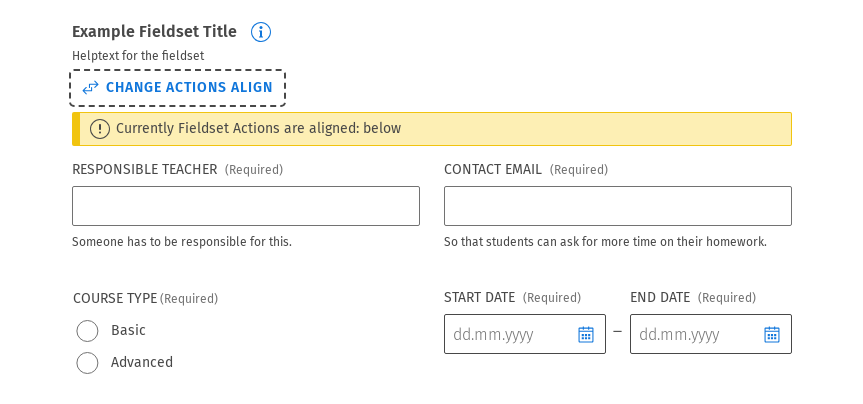 Example Fieldset Title
Helptext for the fieldset
CHANGE ACTIONS ALIGN
Currently Fieldset Actions are aligned: below
RESPONSIBLE TEACHER (Required)
CONTACT EMAIL (Required)
Someone has to be responsible for this.
So that students can ask for more time on their homework.
COURSE TYPE (Required)
Basic
Advanced
START DATE (Required)
END DATE (Required)
dd.mm.yyyy – dd.mm.yyyy